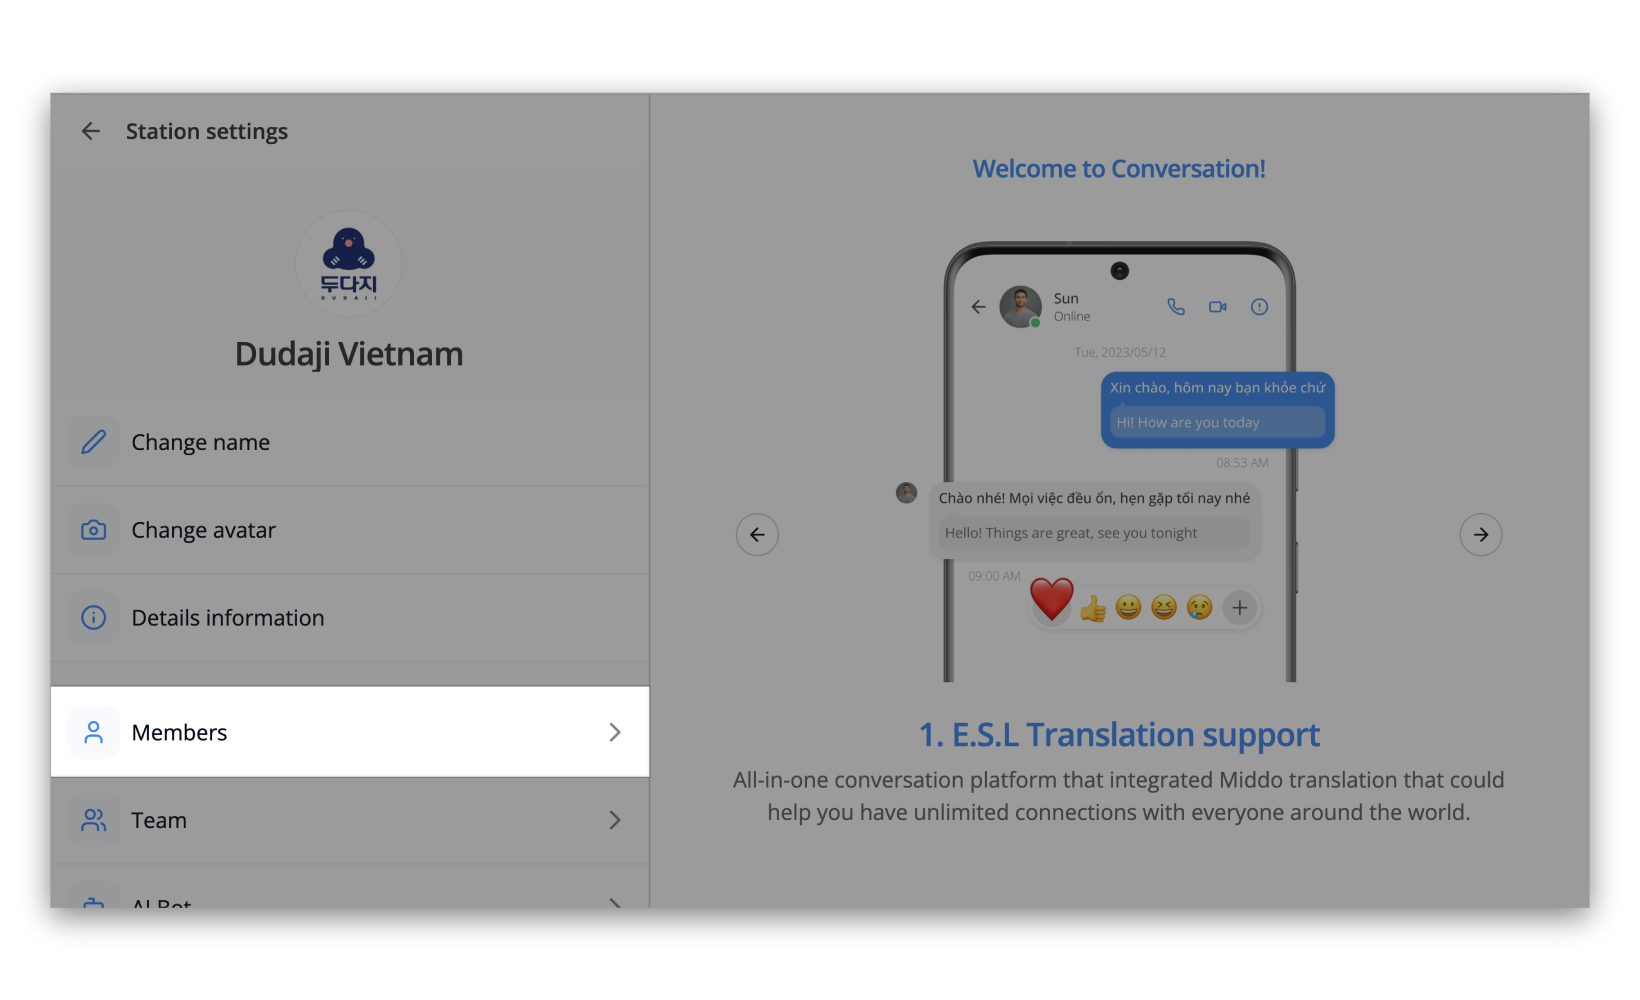 Station settings
두다지
DUDAJI
Dudaji Vietnam
Change name
Change avatar
Details information
Members
Team
AI Bot
Welcome to Conversation!
Sun
Online
Tue, 2023/05/12
Xin chào, hôm nay bạn khỏe chứ
Hi! How are you today
08:53 AM
Chào nhé! Mọi việc đều ổn, hẹn gặp tối nay nhé
Hello! Things are great, see you tonight
09:00 AM
1. E.S.L Translation support
All-in-one conversation platform that integrated Middo translation that could
help you have unlimited connections with everyone around the world.